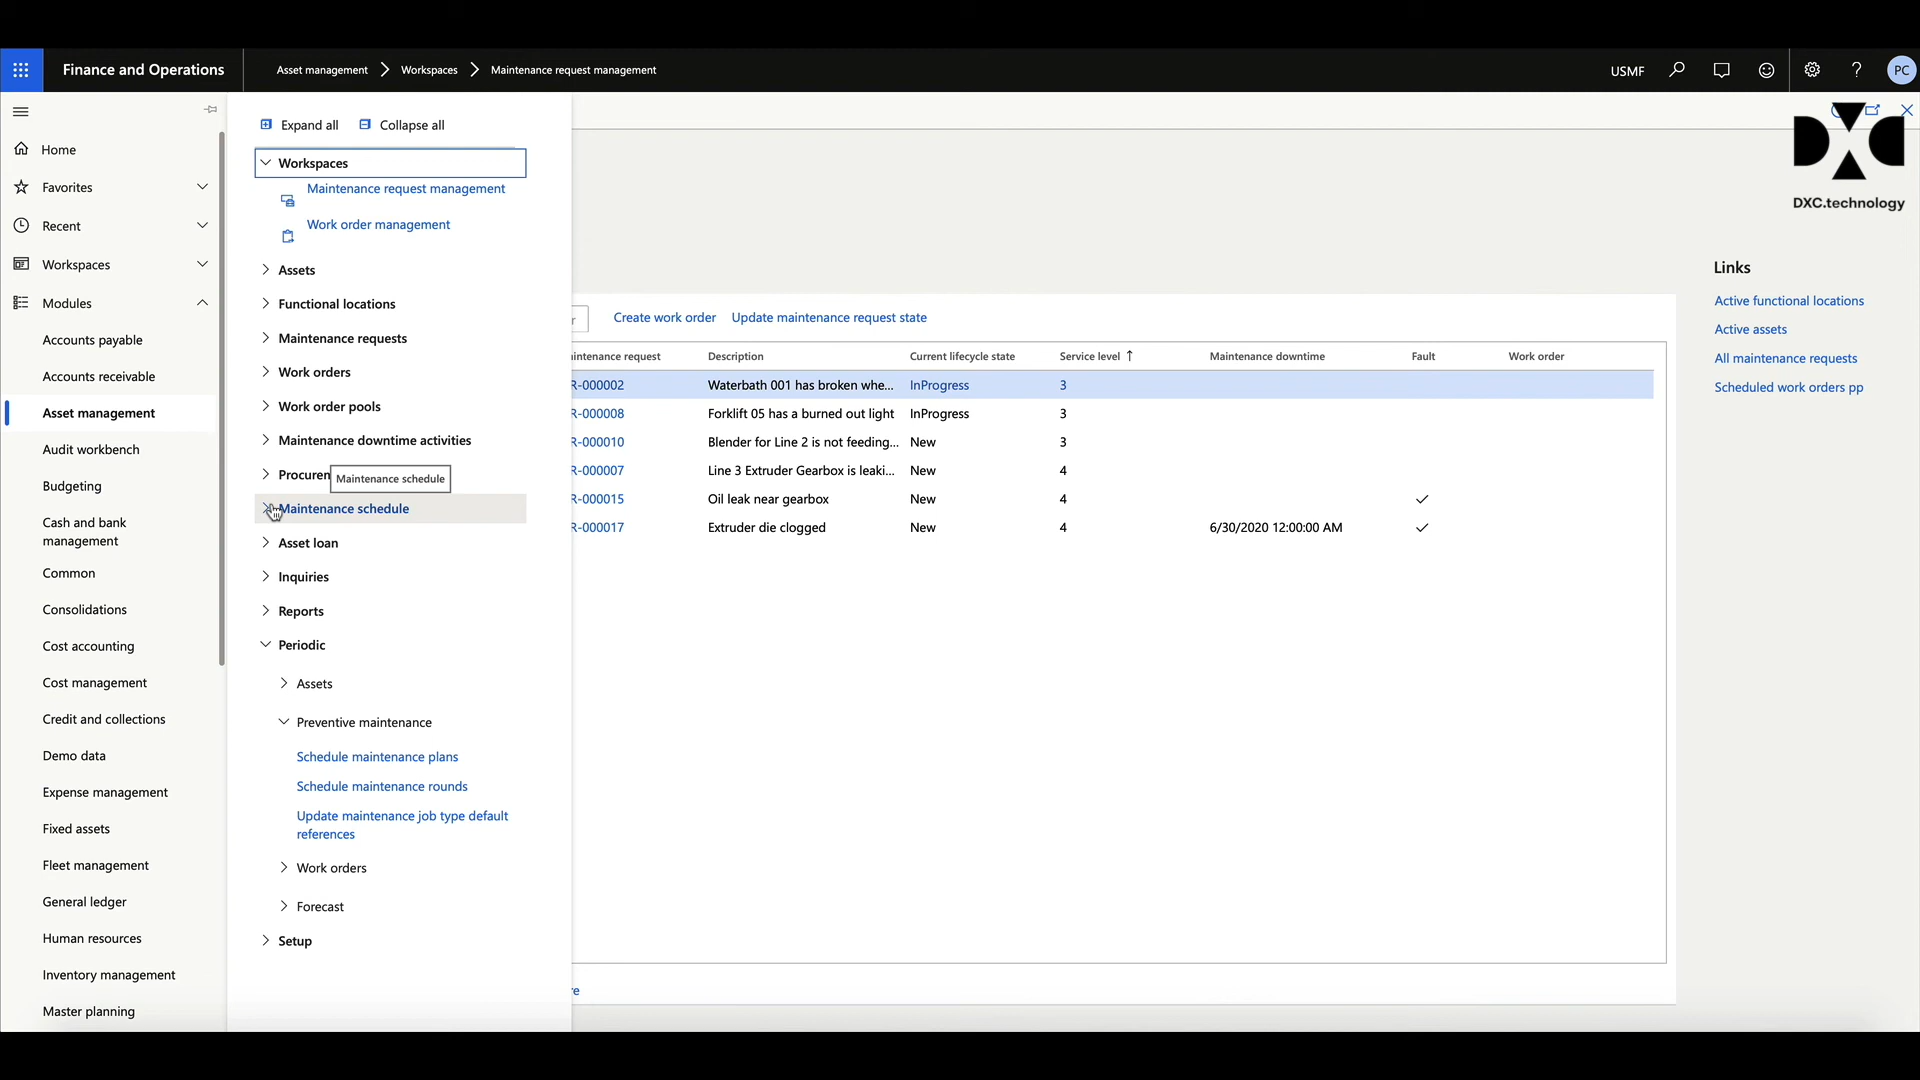 Finance and Operations
Asset management
Workspaces
Maintenance request management
USMF
PC
Home
Favorites
Recent
Workspaces
Modules
Accounts payable
Accounts receivable
Asset management
Audit workbench
Budgeting
Cash and bank
management
Common
Consolidations
Cost accounting
Cost management
Credit and collections
Demo data
Expense management
Fixed assets
Fleet management
General ledger
Human resources
Inventory management
Master planning
Expand all Collapse all
Workspaces
Maintenance request management
Work order management
Assets
Functional locations
Maintenance requests
Work orders
Work order pools
Maintenance downtime activities
Procuren
Maintenance schedule
Maintenance schedule
Asset loan
Inquiries
Reports
Periodic
Assets
Preventive maintenance
Schedule maintenance plans
Schedule maintenance rounds
Update maintenance job type default
references
Work orders
Forecast
Setup
r Create work order Update maintenance request state
intenance request Description Current lifecycle state Service level Maintenance downtime Fault Work order
R-000002 Waterbath 001 has broken whe... InProgress 3
R-000008 Forklift 05 has a burned out light InProgress 3
R-000010 Blender for Line 2 is not feeding... New 3
R-000007 Line 3 Extruder Gearbox is leaki... New 4
R-000015 Oil leak near gearbox New 4
R-000017 Extruder die clogged New 4 6/30/2020 12:00:00 AM
re
DXC
DXC.technology
Links
Active functional locations
Active assets
All maintenance requests
Scheduled work orders pp